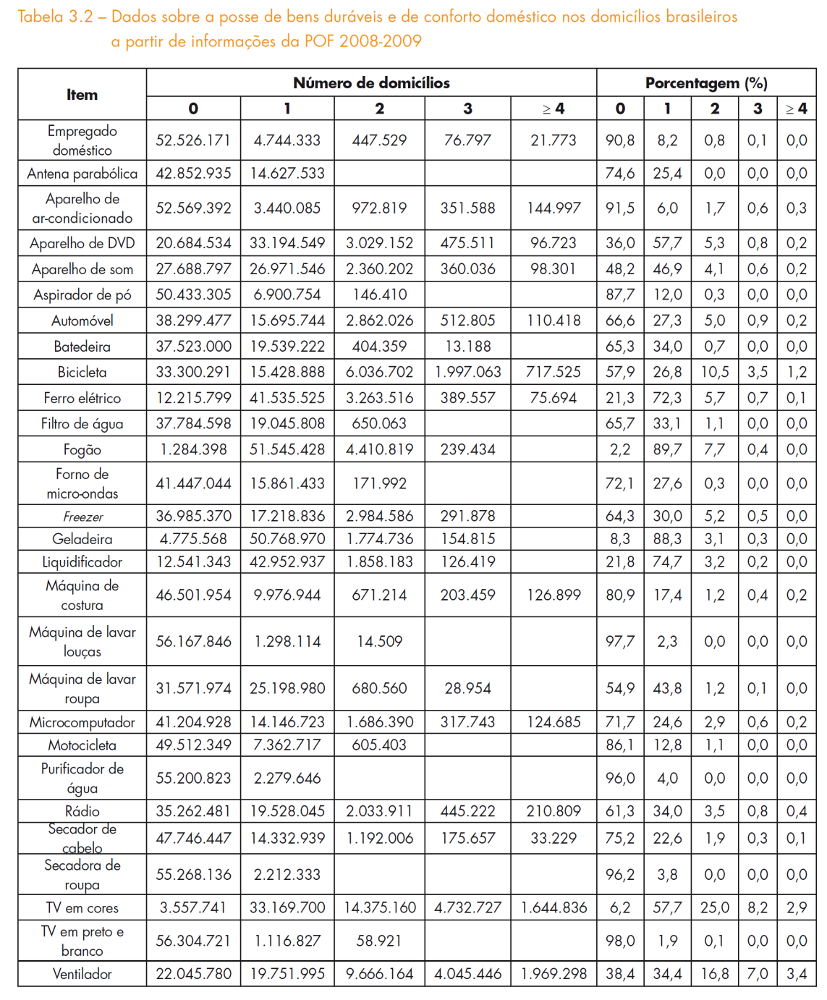 Tabela 3.2 – Dados sobre a posse de bens duráveis e de conforto doméstico nos domicílios brasileiros
a partir de informações da POF 2008-2009
Item Número de domicílios Porcentagem (%)
0 1 2 3 ≥ 4 0 1 2 3 ≥ 4
Empregado
doméstico 52.526.171 4.744.333 447.529 76.797 21.773 90,8 8,2 0,8 0,1 0,0
Antena parabólica 42.852.935 14.627.533 74,6 25,4 0,0 0,0 0,0
Aparelho de
ar-condicionado 52.569.392 3.440.085 972.819 351.588 144.997 91,5 6,0 1,7 0,6 0,3
Aparelho de DVD 20.684.534 33.194.549 3.029.152 475.511 96.723 36,0 57,7 5,3 0,8 0,2
Aparelho de som 27.688.797 26.971.546 2.360.202 360.036 98.301 48,2 46,9 4,1 0,6 0,2
Aspirador de pó 50.433.305 6.900.754 146.410 87,7 12,0 0,3 0,0 0,0
Automóvel 38.299.477 15.695.744 2.862.026 512.805 110.418 66,6 27,3 5,0 0,9 0,2
Batedeira 37.523.000 19.539.222 404.359 13.188 65,3 34,0 0,7 0,0 0,0
Bicicleta 33.300.291 15.428.888 6.036.702 1.997.063 717.525 57,9 26,8 10,5 3,5 1,2
Ferro elétrico 12.215.799 41.535.525 3.263.516 389.557 75.694 21,3 72,3 5,7 0,7 0,1
Filtro de água 37.784.598 19.045.808 650.063 65,7 33,1 1,1 0,0 0,0
Fogão 1.284.398 51.545.428 4.410.819 239.434 2,2 89,7 7,7 0,4 0,0
Forno de
micro-ondas 41.447.044 15.861.433 171.992 72,1 27,6 0,3 0,0 0,0
Freezer 36.985.370 17.218.836 2.984.586 291.878 64,3 30,0 5,2 0,5 0,0
Geladeira 4.775.568 50.768.970 1.774.736 154.815 8,3 88,3 3,1 0,3 0,0
Liquidificador 12.541.343 42.952.937 1.858.183 126.419 21,8 74,7 3,2 0,2 0,0
Máquina de
costura 46.501.954 9.976.944 671.214 203.459 126.899 80,9 17,4 1,2 0,4 0,2
Máquina de lavar
louças 56.167.846 1.298.114 14.509 97,7 2,3 0,0 0,0 0,0
Máquina de lavar
roupa 31.571.974 25.198.980 680.560 28.954 54,9 43,8 1,2 0,1 0,0
Microcomputador 41.204.928 14.146.723 1.686.390 317.743 124.685 71,7 24,6 2,9 0,6 0,2
Motocicleta 49.512.349 7.362.717 605.403 86,1 12,8 1,1 0,0 0,0
Purificador de
água 55.200.823 2.279.646 96,0 4,0 0,0 0,0 0,0
Rádio 35.262.481 19.528.045 2.033.911 445.222 210.809 61,3 34,0 3,5 0,8 0,4
Secador de
cabelo 47.746.447 14.332.939 1.192.006 175.657 33.229 75,2 22,6 1,9 0,3 0,1
Secadora de
roupa 55.268.136 2.212.333 96,2 3,8 0,0 0,0 0,0
TV em cores 3.557.741 33.169.700 14.375.160 4.732.727 1.644.836 6,2 57,7 25,0 8,2 2,9
TV em preto e
branco 56.304.721 1.116.827 58.921 98,0 1,9 0,1 0,0 0,0
Ventilador 22.045.780 19.751.995 9.666.164 4.045.446 1.969.298 38,4 34,4 16,8 7,0 3,4